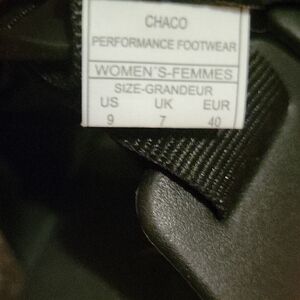 CHACO
PERFORMANCE FOOTWEAR
WOMEN'S-FEMMES
SIZE-GRANDEUR
US UK EUR
9 7 40